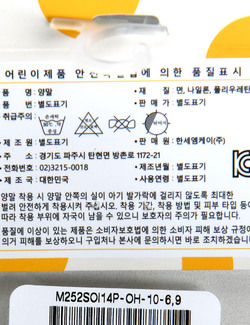 어린이제품 안전특별법에 의한 품질표시
품 명: 양말
재 질: 면, 나일론, 폴리우레탄
색 상: 별도표기
판 매 가: 별도표기
취급주의:
제 조 원: 별도표기
판 매 원: 한세엠케이(주)
주 소: 경기도 파주시 탄현면 방촌로 1172-21
전화번호: 02)3215-0018
제조년월: 별도표기
제 조 국: 대한민국
사용연령: 별도표기
양말 착용 시 양말 안쪽의 실이 아기 발가락에 걸리지 않도록 최대한
벌려 안전하게 착용시켜 주십시오. 착용 기간, 착용 방법 및 피부 타입 등에
따라 착용 부위에 자국이 남을 수 있으니 보호자의 주의가 필요합니다.
품질에 이상이 있는 제품은 소비자보호법에 의한 소비자 피해 보상 규정에
의거 피해를 보상하오니 구입처나 본사에 문의하시면 바로 조치하겠습니다
M252SOI14P-OH-10-6,9